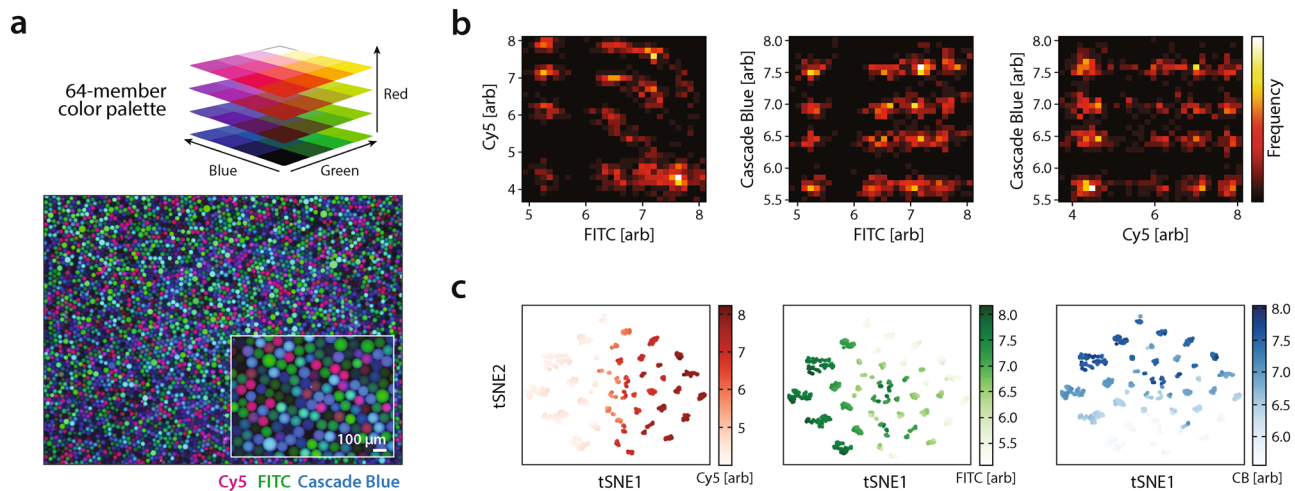 a
64-member
color palette
Red
Blue
Green
100 µm
Cy5 FITC Cascade Blue
b
8
7
6
5
4
Cy5 [arb]
5
6
7
8
FITC [arb]
8.0
7.5
7.0
6.5
6.0
5.5
Cascade Blue [arb]
5
6
7
8
FITC [arb]
8.0
7.5
7.0
6.5
6.0
5.5
Cascade Blue [arb]
4
6
8
Cy5 [arb]
Frequency
c
tSNE2
tSNE1
8
7
6
5
Cy5 [arb]
tSNE1
8.0
7.5
7.0
6.5
6.0
5.5
FITC [arb]
tSNE1
8.0
7.5
7.0
6.5
6.0
CB [arb]